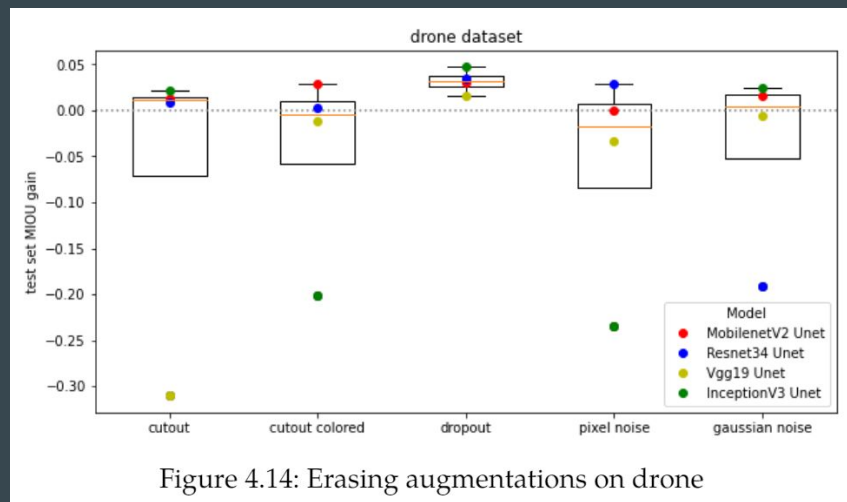 drone dataset
test set MIOU gain
0.05
0.00
−0.05
−0.10
−0.15
−0.20
−0.25
−0.30
cutout
cutout colored
dropout
pixel noise
gaussian noise
Model
MobilenetV2 Unet
Resnet34 Unet
Vgg19 Unet
InceptionV3 Unet
Figure 4.14: Erasing augmentations on drone